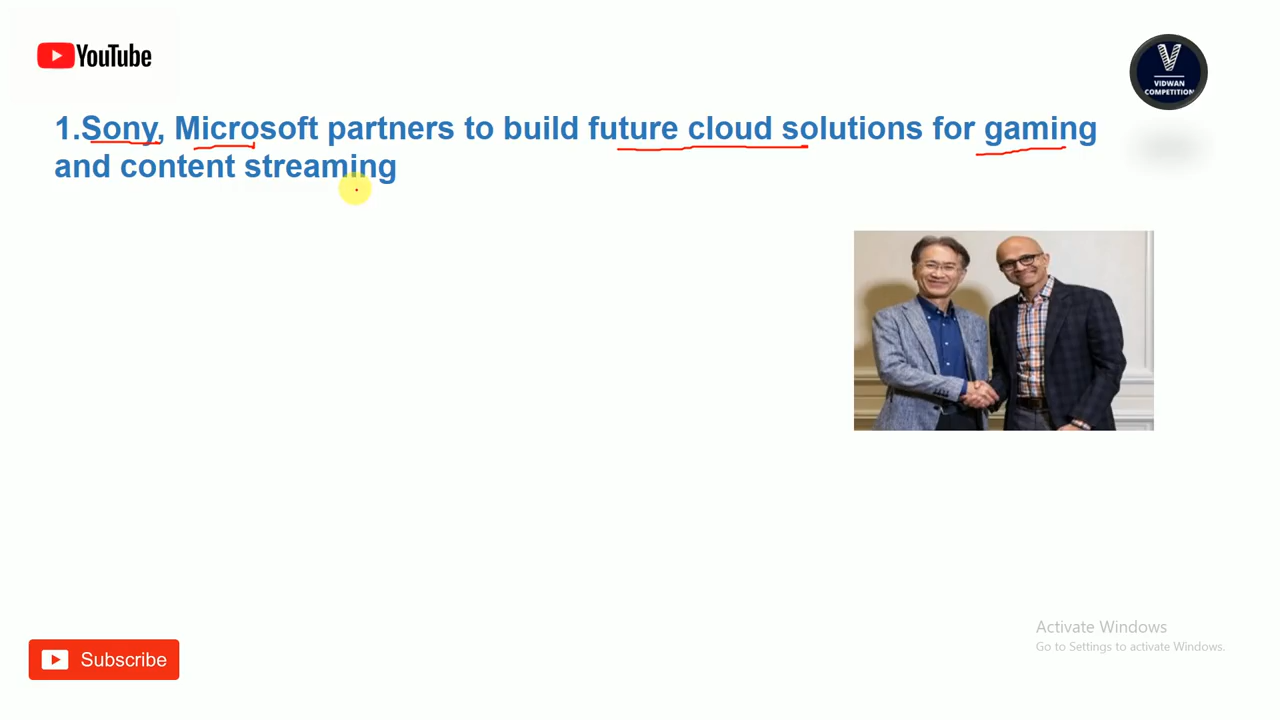 YouTube
V
VIDWAN
COMPETITION
1.Sony, Microsoft partners to build future cloud solutions for gaming
and content streaming
Activate Windows
Go to Settings to activate Windows.
Subscribe